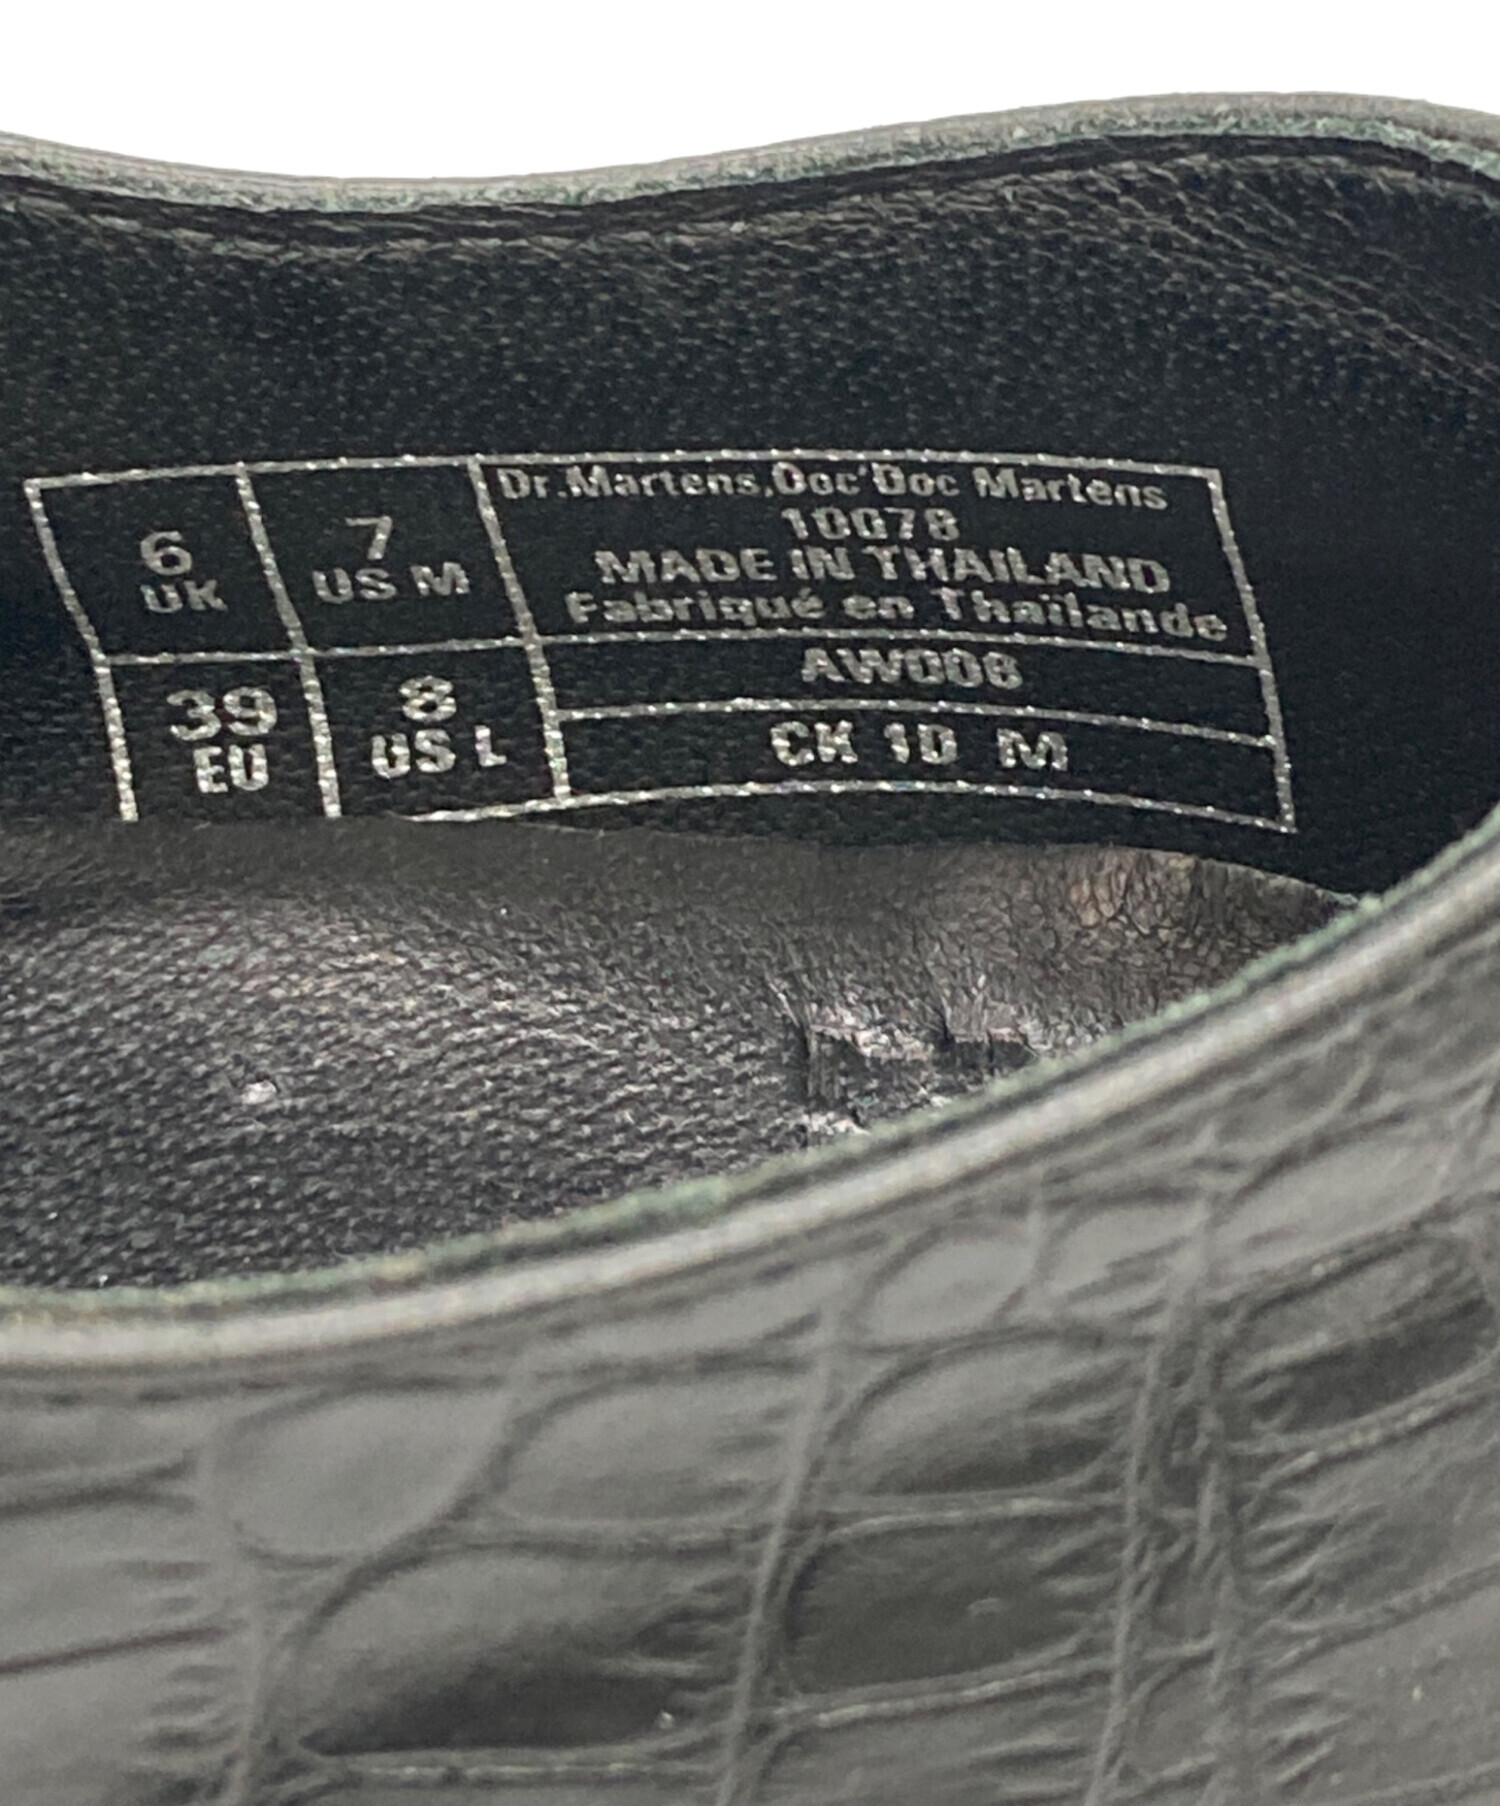 6
UK
7
US M
39
EU
8
US L
Dr.Martens,Doc'Doc Martens
10078
MADE IN THAILAND
Fabriqué en Thaïlande
AW008
CK 10 M